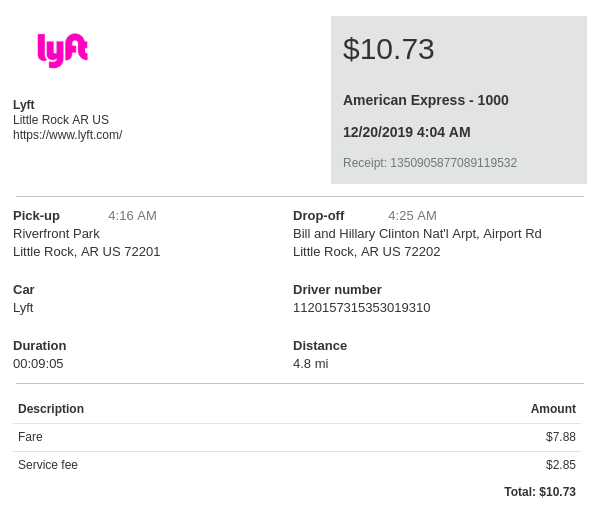 lyft
$10.73
American Express - 1000
12/20/2019 4:04 AM
Receipt: 1350905877089119532
Lyft
Little Rock AR US
https://www.lyft.com/
Pick-up 4:16 AM
Riverfront Park
Little Rock, AR US 72201
Drop-off 4:25 AM
Bill and Hillary Clinton Nat'l Arpt, Airport Rd
Little Rock, AR US 72202
Car
Lyft
Driver number
1120157315353019310
Duration
00:09:05
Distance
4.8 mi
Description Amount
Fare $7.88
Service fee $2.85
Total: $10.73